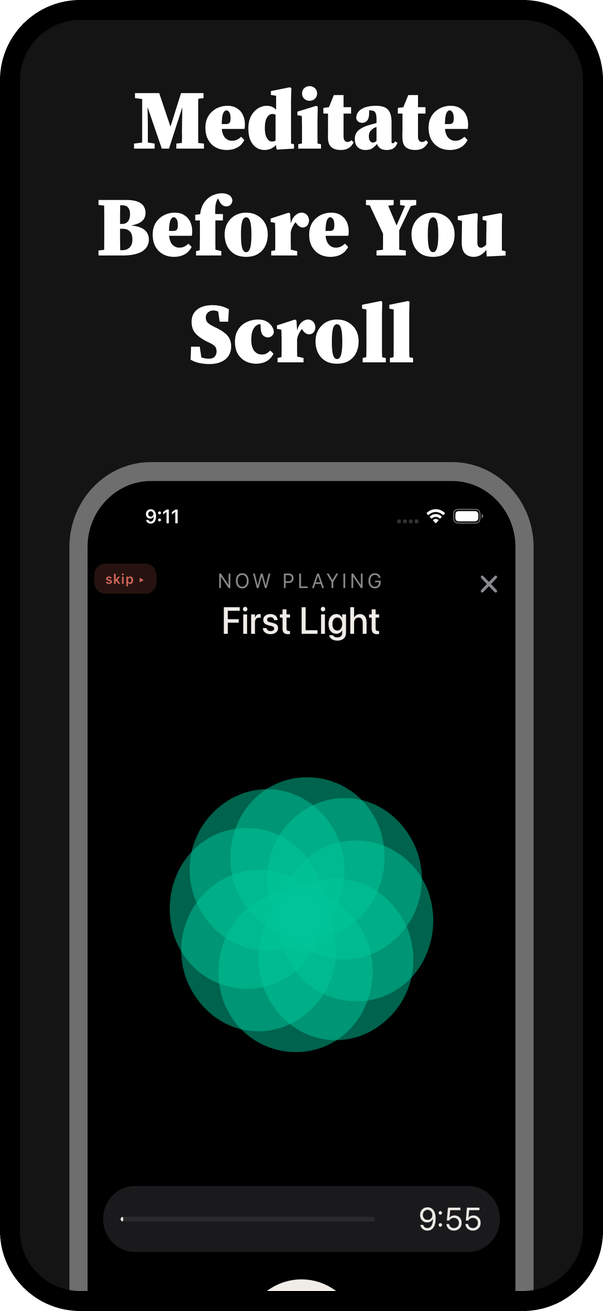 Meditate
Before You
Scroll
9:11
skip ▸
NOW PLAYING
First Light
9:55